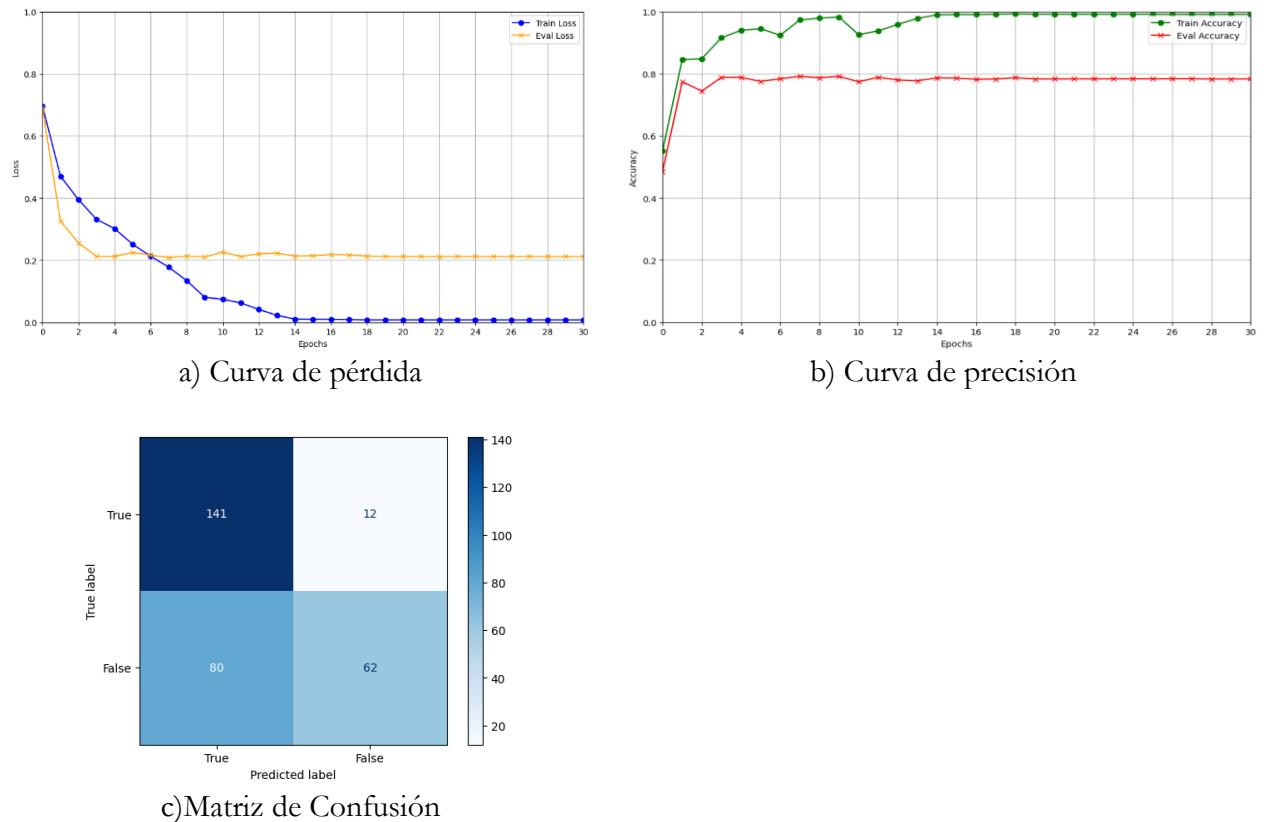 1.0
0.8
0.6
0.4
0.2
0.0
Loss
Train Loss
Eval Loss
0 2 4 6 8 10 12 14 16 18 20 22 24 26 28 30
Epochs
a) Curva de pérdida
1.0
0.8
0.6
0.4
0.2
0.0
Accuracy
Train Accuracy
Eval Accuracy
0 2 4 6 8 10 12 14 16 18 20 22 24 26 28 30
Epochs
b) Curva de precisión
True label
True
False
141 12
80 62
True False
Predicted label
140
120
100
80
60
40
20
c)Matriz de Confusión